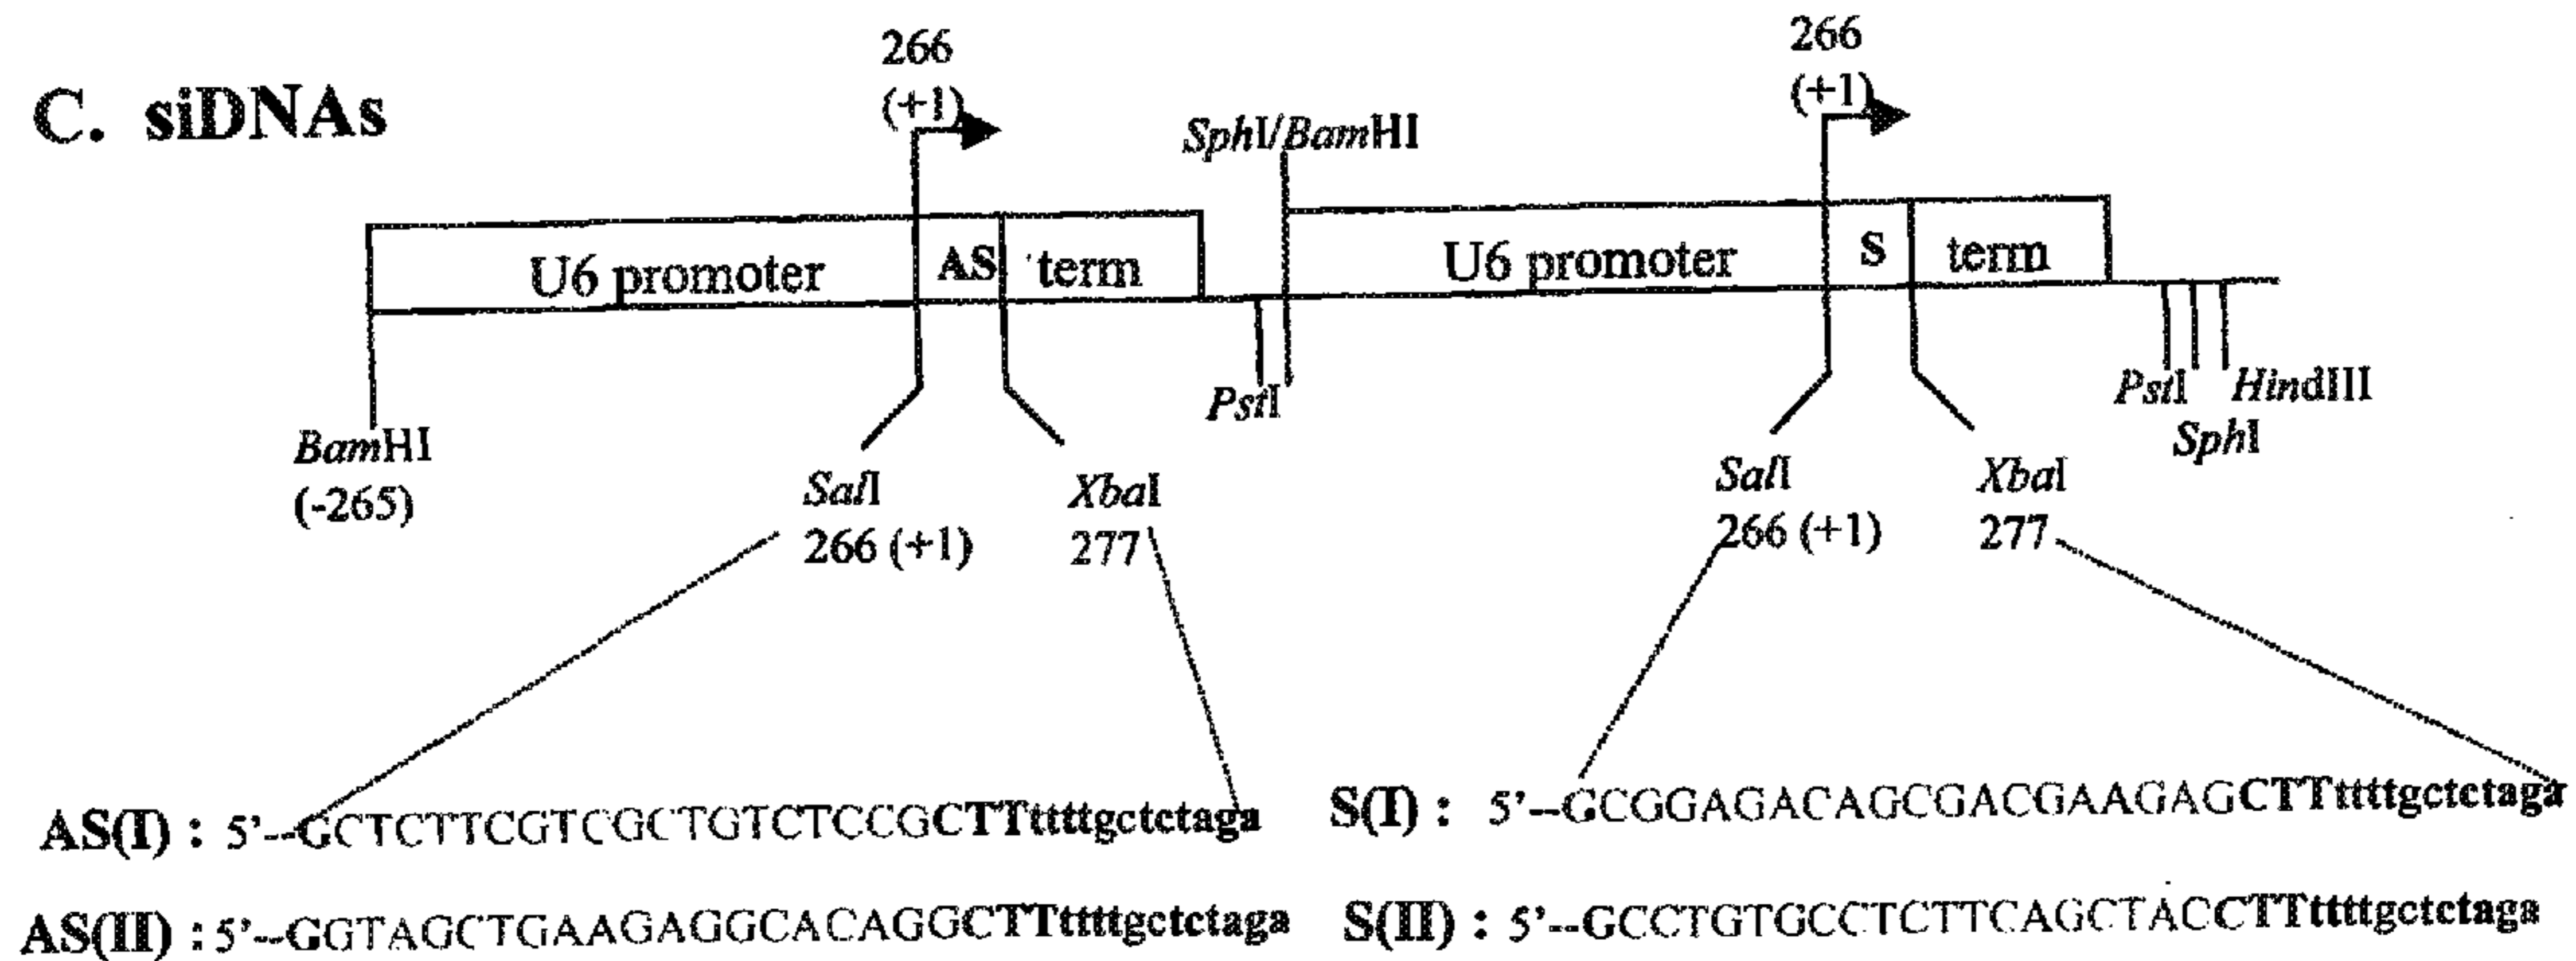 C. siDNAs
266
(+1)
266
(+1)
SphI/BamHI
U6 promoter
AS
term
U6 promoter
S
term
BamHI
(-265)
SalI
266 (+1)
XbaI
277
PstI
SalI
266 (+1)
XbaI
277
PstI
HindIII
SphI
AS(I) : 5'--GCTCTTCGTCGCTGTCTCCGCTTttttgctctaga
S(I) : 5'--GCGGAGACAGCGACGAAGAGCTTttttgctctaga
AS(II) : 5'--GGTAGCTGAAGAGGCACAGGCTTttttgctctaga
S(II) : 5'--GCCTGTGCCTCTTCAGCTACCTTttttgctctaga